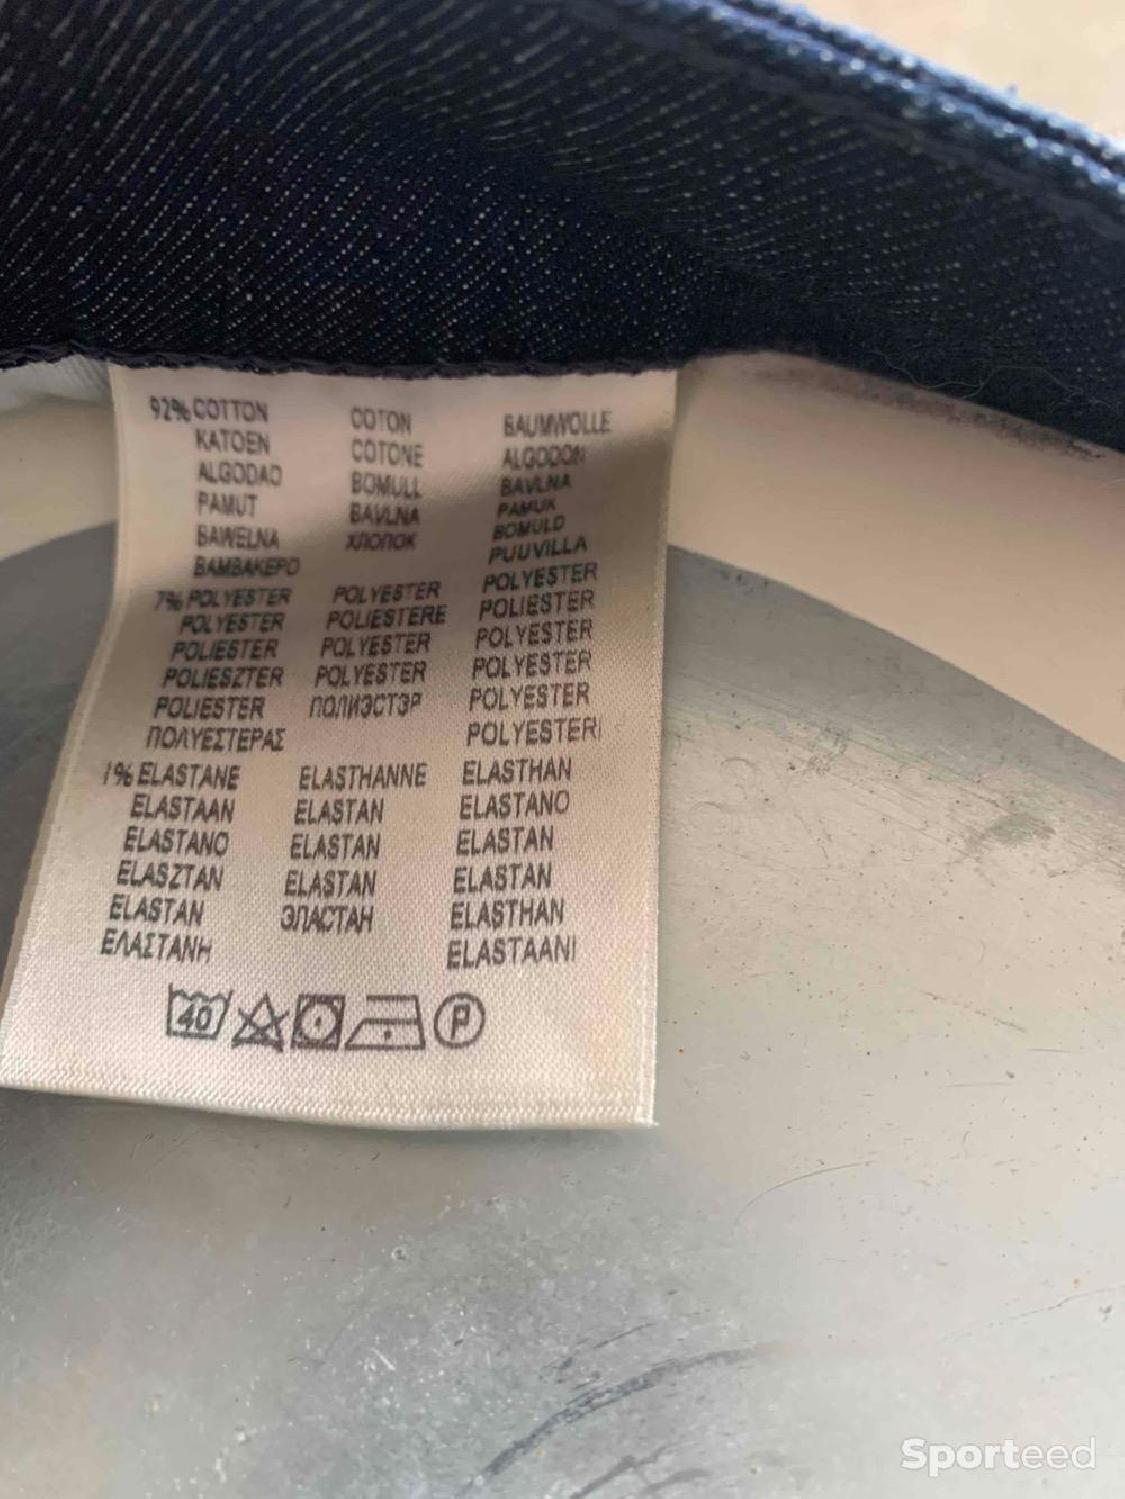 92% COTTON COTON BAUMWOLLE
KATOEN COTONE ALGODON
ALGODAO BOMULL BAVLNA
PAMUT BAVLNA PAMUK
BAWELNA ХЛОПОК BOMULD
ΒΑΜΒΑΚΕΡΟ PUUVILLA
7% POLYESTER POLYESTER POLYESTER
POLYESTER POLIESTERE POLIESTER
POLIESTER POLYESTER POLYESTER
POLIESZTER POLYESTER POLYESTER
POLIESTER ПОЛИЭСТЭР POLYESTER
ΠΟΛΥΕΣΤΕΡΑΣ POLYESTERI
1% ELASTANE ELASTHANNE ELASTHAN
ELASTAAN ELASTAN ELASTANO
ELASTANO ELASTAN ELASTAN
ELASZTAN ELASTAN ELASTAN
ELASTAN ЭЛАСТАН ELASTHAN
ΕΛΑΣΤΑΝΗ ELASTAANI
40 P
Sporteed